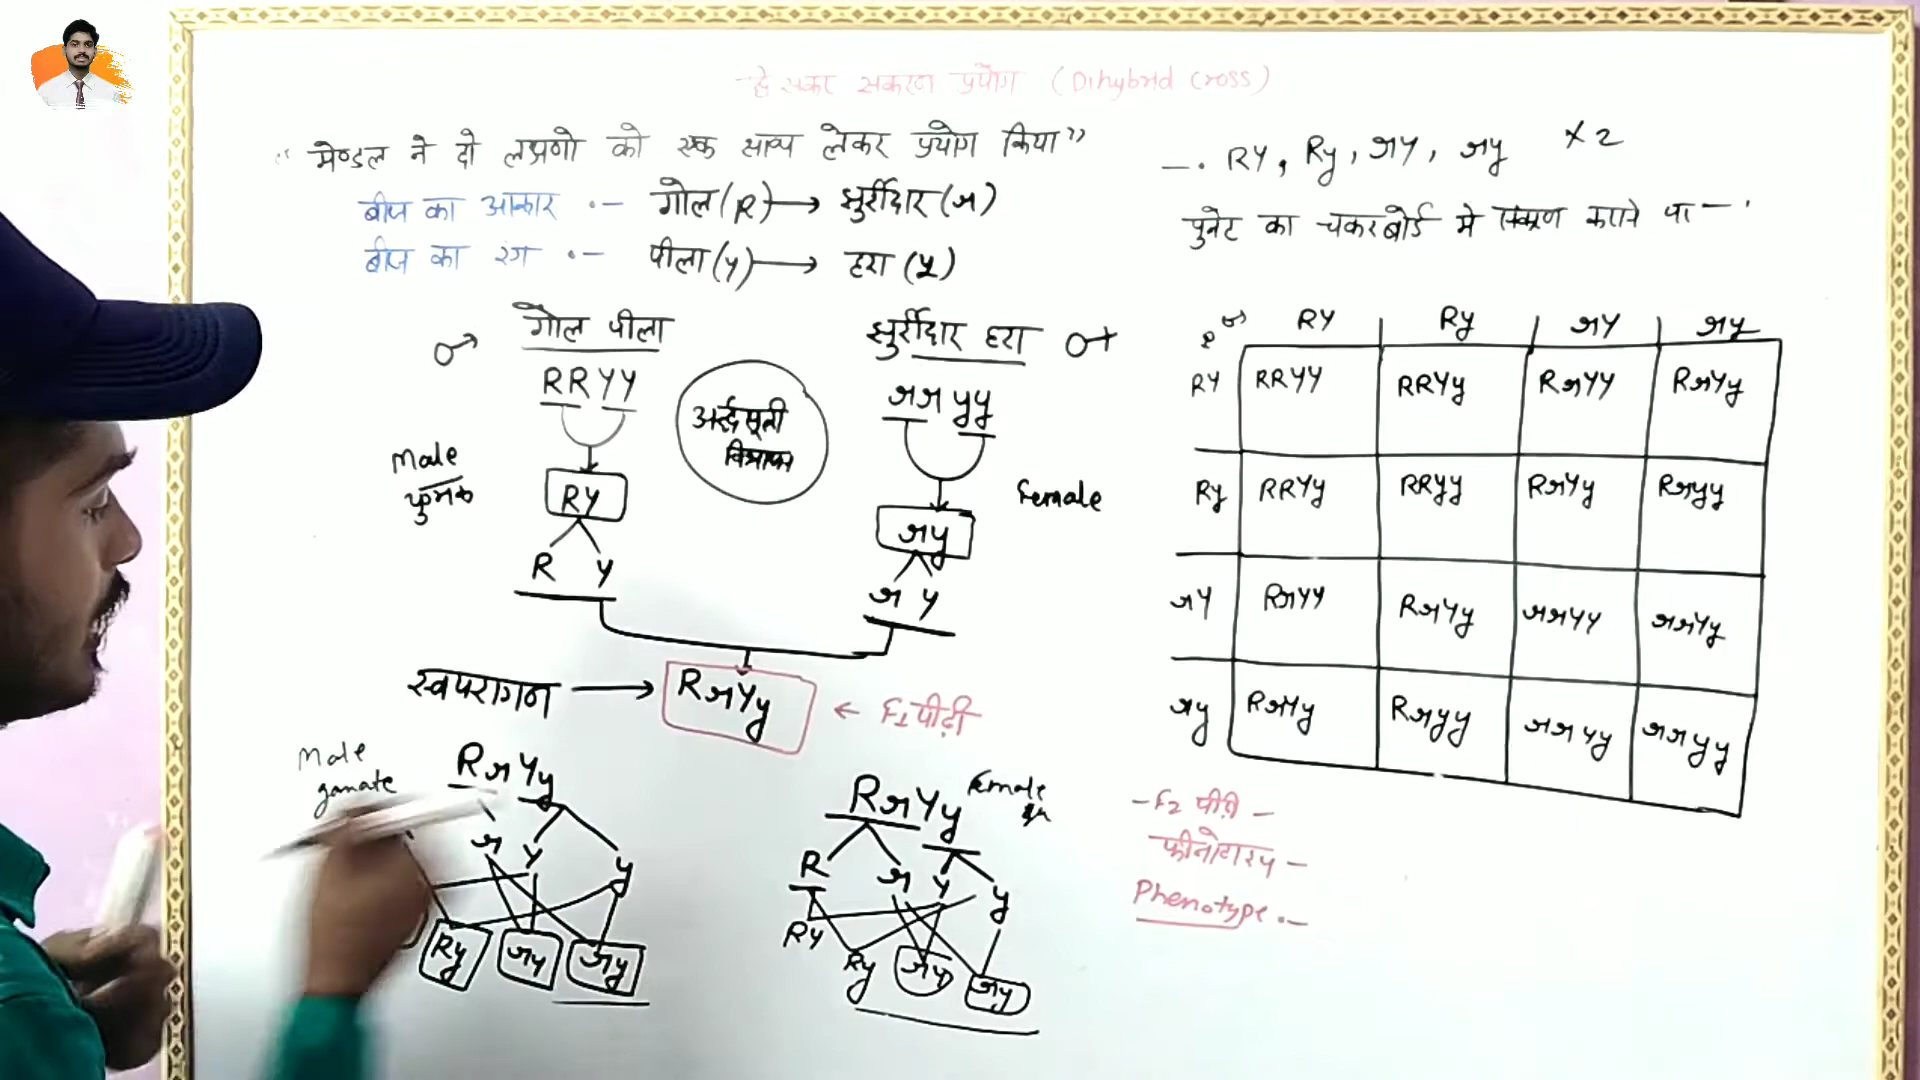 द्विसंकर संकरण प्रयोग (Dihybrid Cross)
“मेण्डल ने दो लक्षणो को एक साथ लेकर प्रयोग किया”
बीज का आकार :- गोल (R) → झुर्रीदार (r)
बीज का रंग :- पीला (Y) → हरा (y)
♂ गोल पीला
RRYY
Male
युग्मक
RY
R Y
अर्द्धसूत्री
विभाजन
झुर्रीदार हरा ♀
rryy
Female
ry
r y
स्वपरागण → RrYy ← F1 पीढ़ी
Male
gamate
RrYy
r Y y
Ry rY ry
RrYy Female
R r Y y
RY Ry rY ry
-. RY, Ry, rY, ry ×2
पुनेट का चेकरबोर्ड मे संकरण कराने पर -
♀ ♂ RY Ry rY ry
RY RRYY RRYy RrYY RrYy
Ry RRYy RRyy RrYy Rryy
rY RrYY RrYy rrYY rrYy
ry RrYy Rryy rrYy rryy
- F2 पीढ़ी -
फीनोटाइप -
Phenotype :-